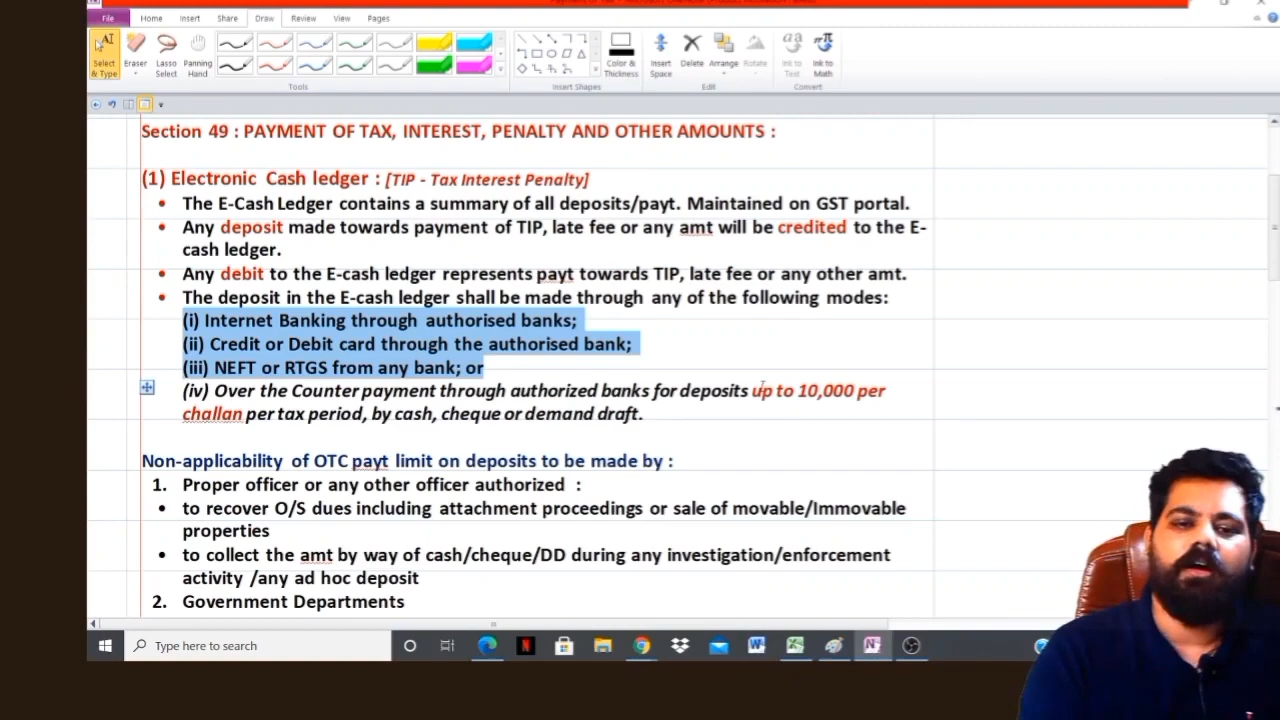 File Home Insert Share Draw Review View Pages
Select & Type Eraser Lasso Select Panning Hand Color & Thickness Insert Space Delete Arrange Rotate Ink to Text Ink to Math
Tools Insert Shapes Edit Convert
Section 49 : PAYMENT OF TAX, INTEREST, PENALTY AND OTHER AMOUNTS :
(1) Electronic Cash ledger : [TIP - Tax Interest Penalty]
• The E-Cash Ledger contains a summary of all deposits/payt. Maintained on GST portal.
• Any deposit made towards payment of TIP, late fee or any amt will be credited to the E-
cash ledger.
• Any debit to the E-cash ledger represents payt towards TIP, late fee or any other amt.
• The deposit in the E-cash ledger shall be made through any of the following modes:
(i) Internet Banking through authorised banks;
(ii) Credit or Debit card through the authorised bank;
(iii) NEFT or RTGS from any bank; or
(iv) Over the Counter payment through authorized banks for deposits up to 10,000 per
challan per tax period, by cash, cheque or demand draft.
Non-applicability of OTC payt limit on deposits to be made by :
1. Proper officer or any other officer authorized :
• to recover O/S dues including attachment proceedings or sale of movable/Immovable
properties
• to collect the amt by way of cash/cheque/DD during any investigation/enforcement
activity /any ad hoc deposit
2. Government Departments
Type here to search